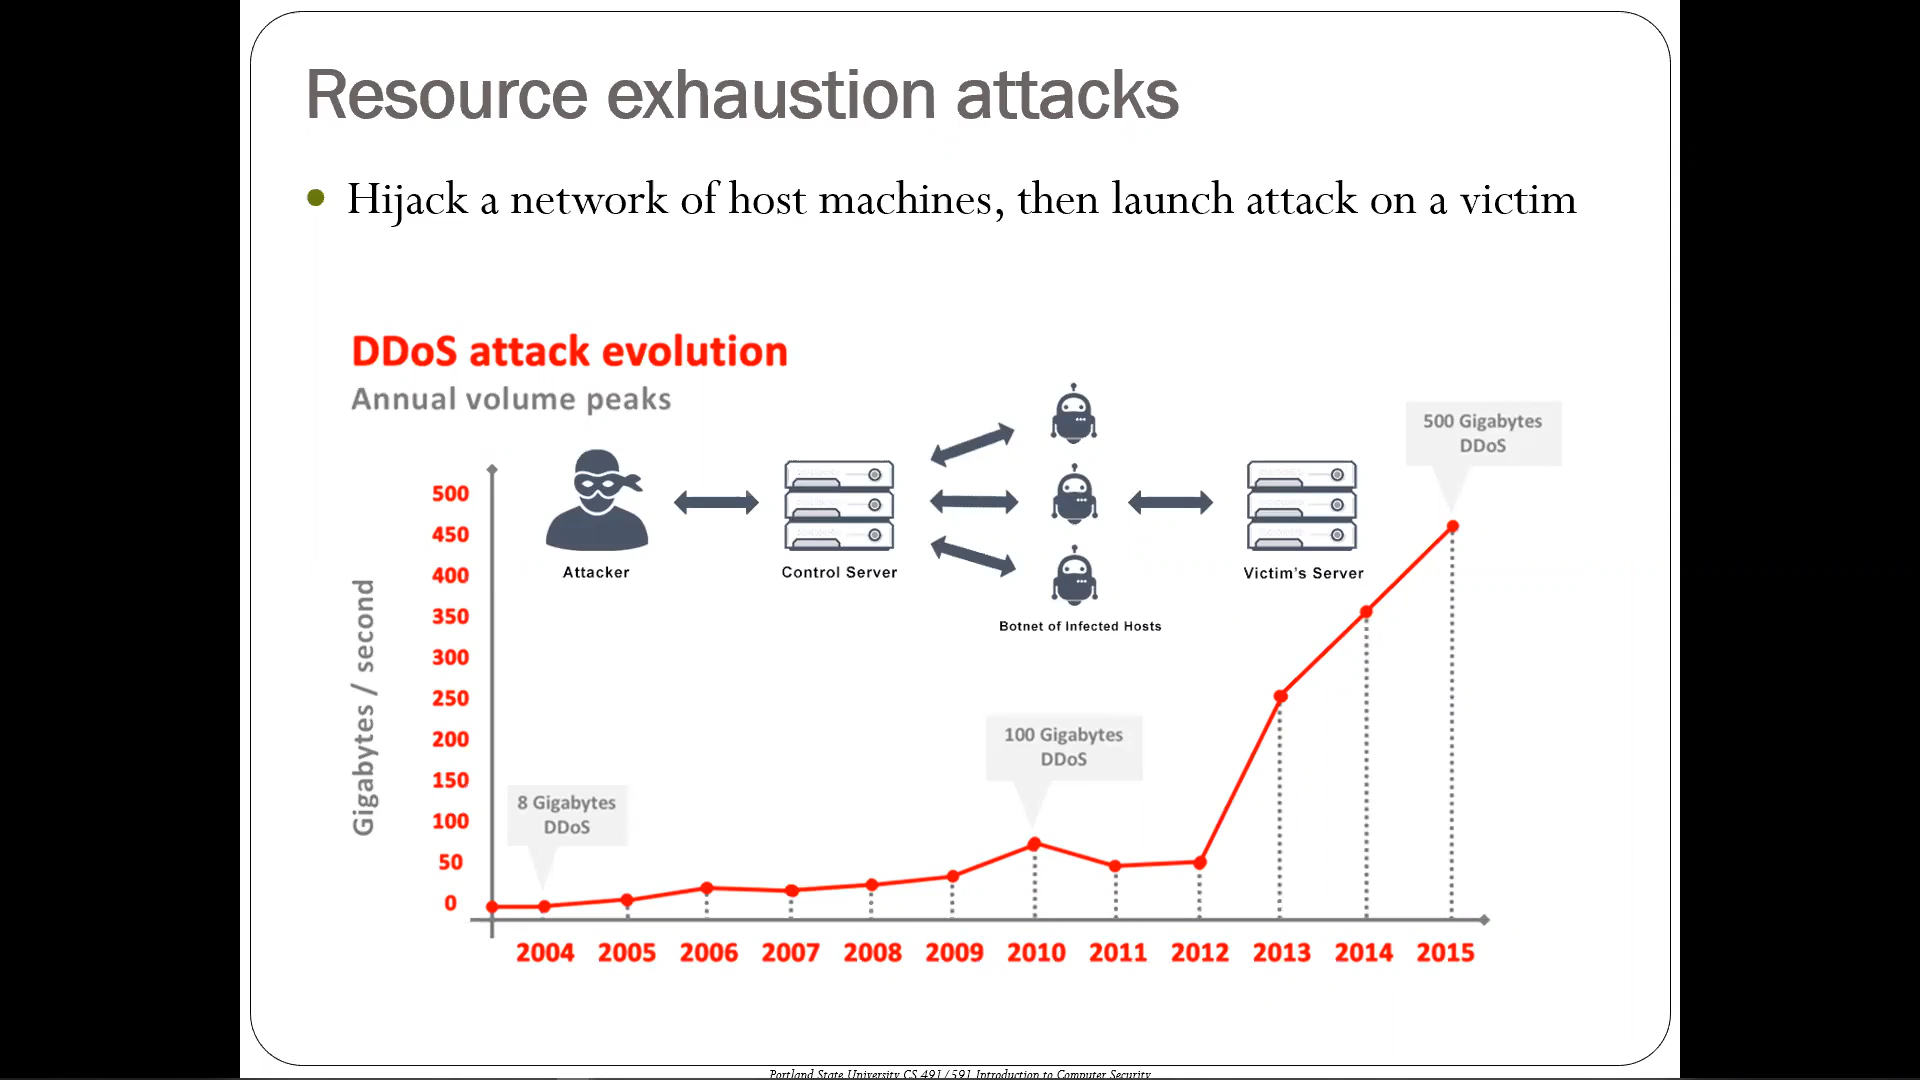 Resource exhaustion attacks
Hijack a network of host machines, then launch attack on a victim
DDoS attack evolution
Annual volume peaks
500 Gigabytes
DDoS
Attacker
Control Server
Victim's Server
Botnet of Infected Hosts
Gigabytes / second
500
450
400
350
300
250
200
150
100
50
0
100 Gigabytes
DDoS
8 Gigabytes
DDoS
2004 2005 2006 2007 2008 2009 2010 2011 2012 2013 2014 2015
Portland State University CS 491/591 Introduction to Computer Security